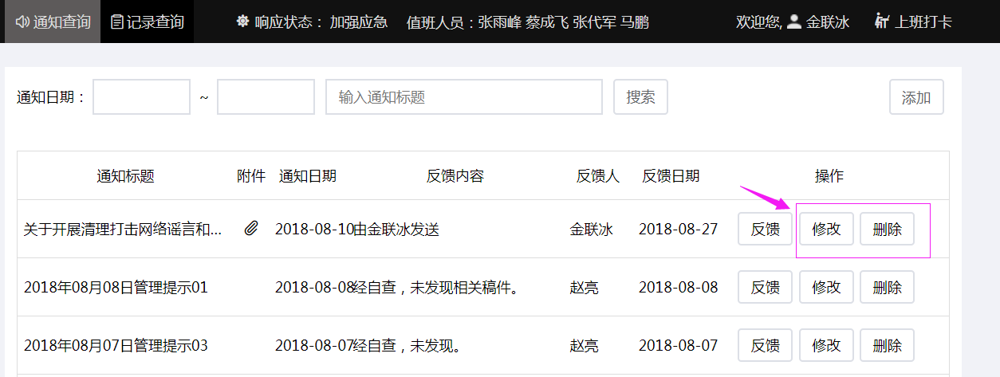 通知查询 记录查询 响应状态： 加强应急 值班人员：张雨峰 蔡成飞 张代军 马鹏 欢迎您, 金联冰 上班打卡
通知日期： ~ 输入通知标题 搜索 添加
通知标题 附件 通知日期 反馈内容 反馈人 反馈日期 操作
关于开展清理打击网络谣言和... 2018-08-10由金联冰发送 金联冰 2018-08-27 反馈 修改 删除
2018年08月08日管理提示01 2018-08-08经自查，未发现相关稿件。 赵亮 2018-08-08 反馈 修改 删除
2018年08月07日管理提示03 2018-08-07经自查，未发现。 赵亮 2018-08-07 反馈 修改 删除